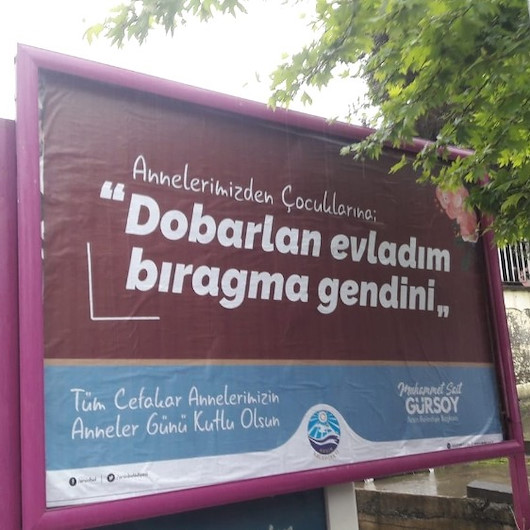 Annelerimizden Çocuklarına;
“Dobarlan evladım
bıragma gendini„
Tüm Cefakar Annelerimizin
Anneler Günü Kutlu Olsun
Muhammet Sait
GÜRSOY